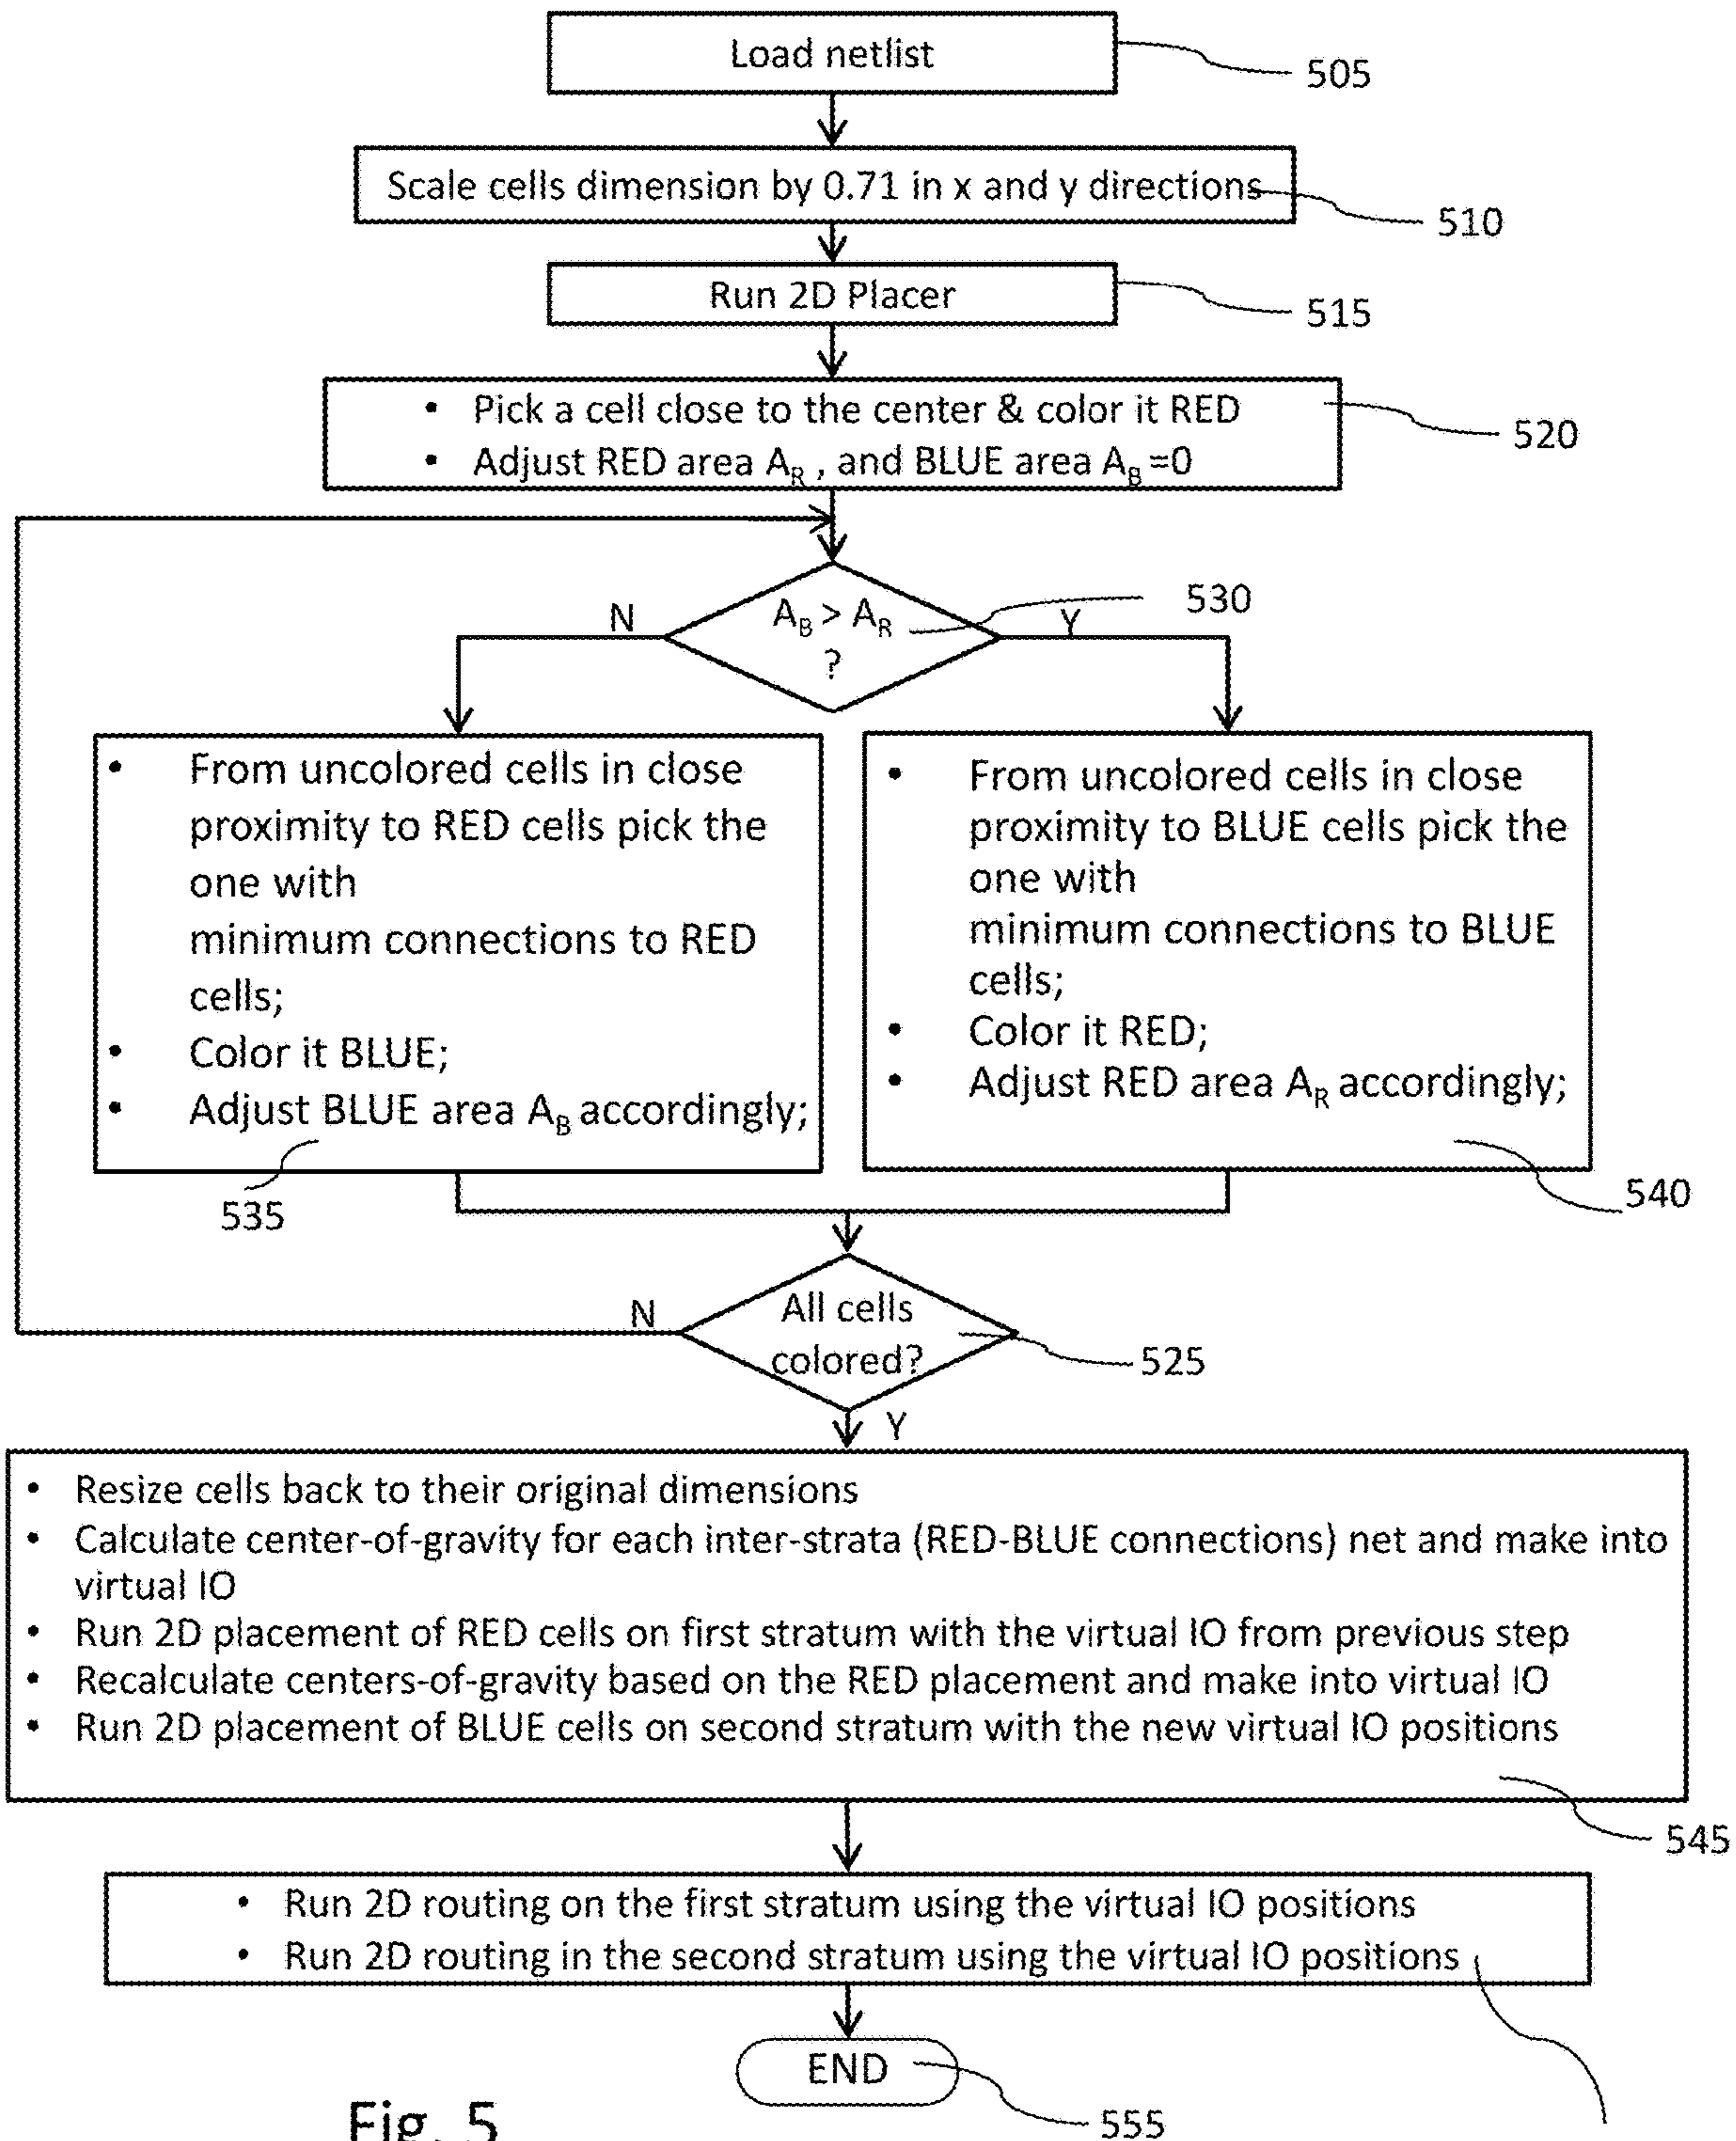 Load netlist
505
Scale cells dimension by 0.71 in x and y directions
510
Run 2D Placer
515
• Pick a cell close to the center & color it RED
• Adjust RED area A_R , and BLUE area A_B =0
520
A_B > A_R
?
530
N
Y
• From uncolored cells in close
proximity to RED cells pick the
one with
minimum connections to RED
cells;
• Color it BLUE;
• Adjust BLUE area A_B accordingly;
535
• From uncolored cells in close
proximity to BLUE cells pick the
one with
minimum connections to BLUE
cells;
• Color it RED;
• Adjust RED area A_R accordingly;
540
All cells
colored?
525
N
Y
• Resize cells back to their original dimensions
• Calculate center-of-gravity for each inter-strata (RED-BLUE connections) net and make into
virtual IO
• Run 2D placement of RED cells on first stratum with the virtual IO from previous step
• Recalculate centers-of-gravity based on the RED placement and make into virtual IO
• Run 2D placement of BLUE cells on second stratum with the new virtual IO positions
545
• Run 2D routing on the first stratum using the virtual IO positions
• Run 2D routing in the second stratum using the virtual IO positions
END
555
Fig. 5